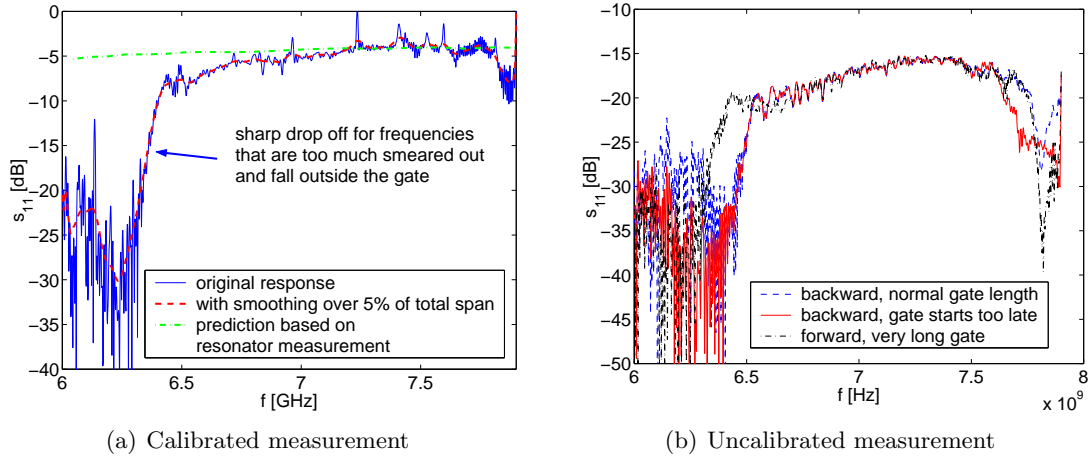 0
−5
−10
−15
−20
−25
−30
−35
−40
s11 [dB]
6
6.5
7
7.5
f [GHz]
sharp drop off for frequencies
that are too much smeared out
and fall outside the gate
original response
with smoothing over 5% of total span
prediction based on
resonator measurement
(a) Calibrated measurement
−10
−15
−20
−25
−30
−35
−40
−45
−50
s11 [dB]
6
6.5
7
7.5
8
f [Hz]
x 10^9
backward, normal gate length
backward, gate starts too late
forward, very long gate
(b) Uncalibrated measurement